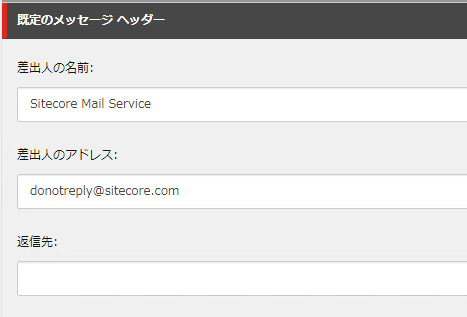 既定のメッセージ ヘッダー
差出人の名前:
Sitecore Mail Service
差出人のアドレス:
donotreply@sitecore.com
返信先: